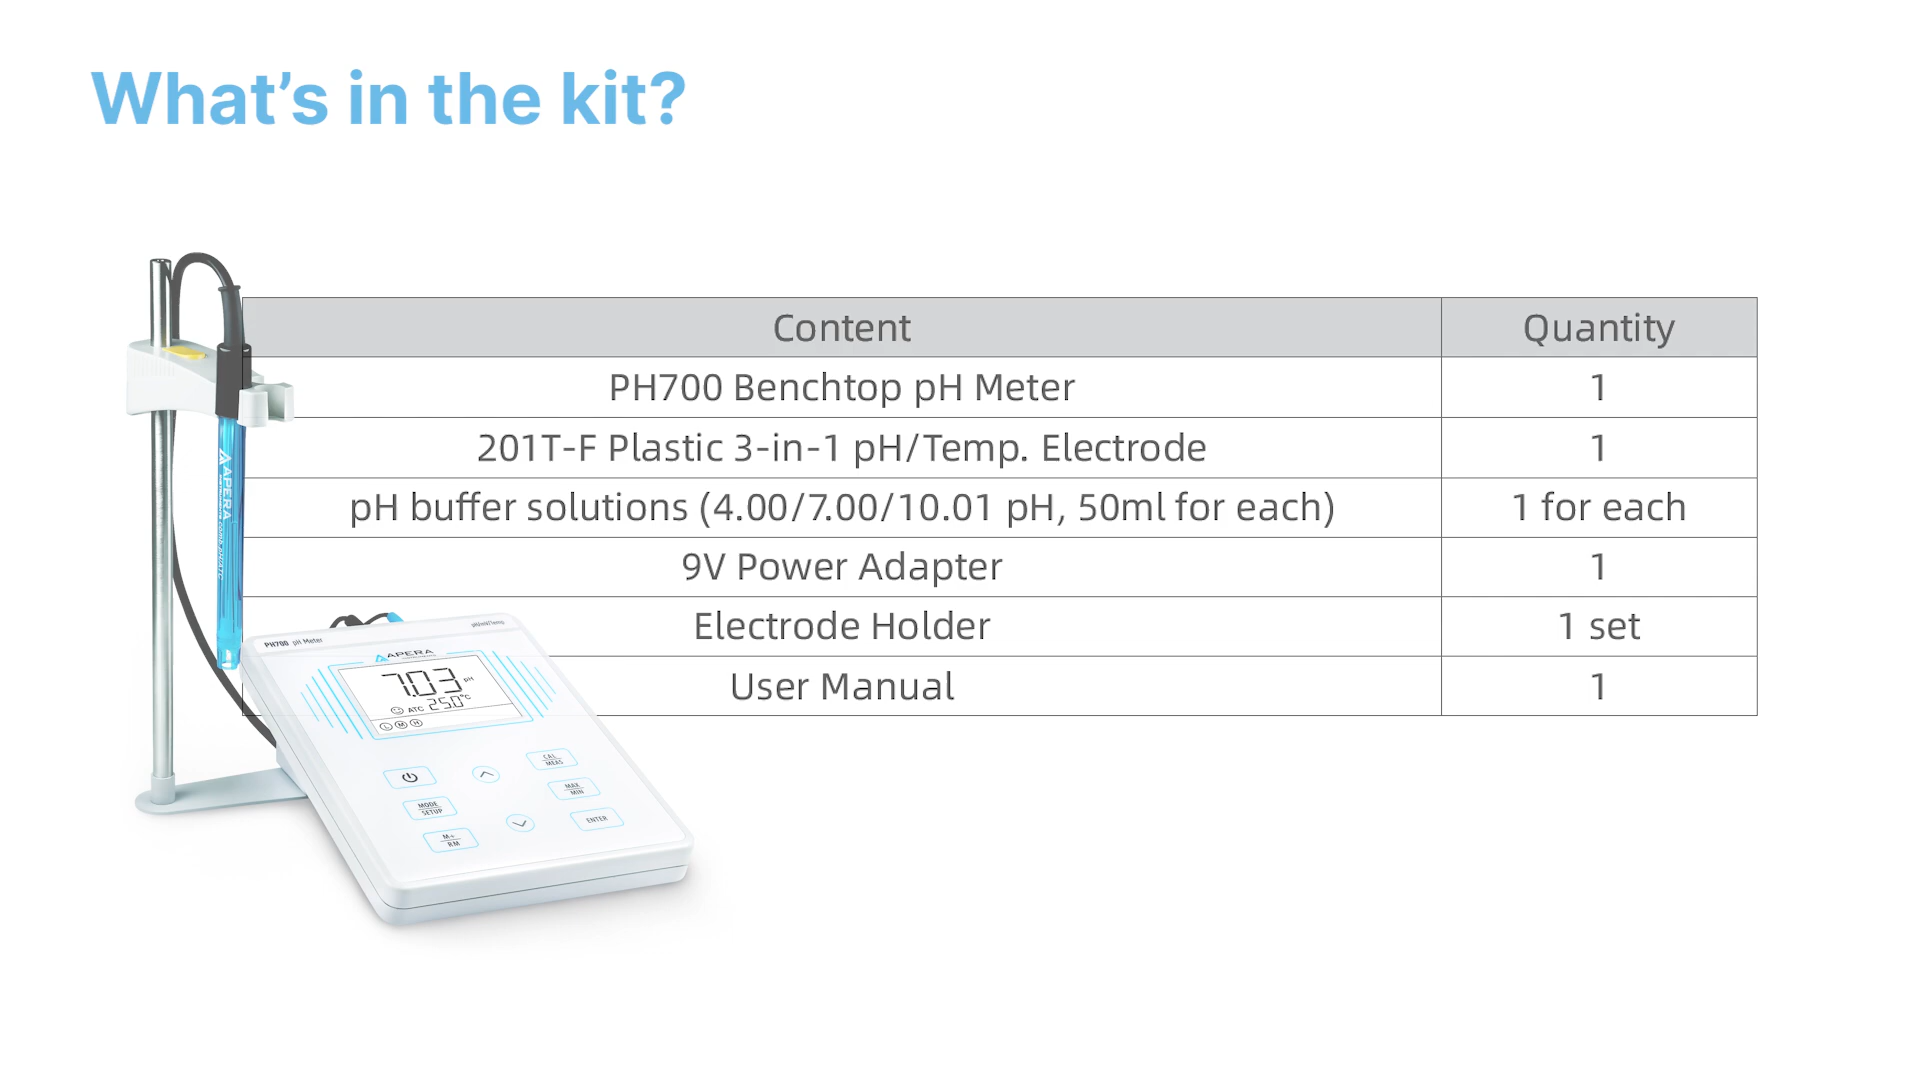 What's in the kit?
Content Quantity
PH700 Benchtop pH Meter 1
201T-F Plastic 3-in-1 pH/Temp. Electrode 1
pH buffer solutions (4.00/7.00/10.01 pH, 50ml for each) 1 for each
9V Power Adapter 1
Electrode Holder 1 set
User Manual 1
APERA
PH700 pH Meter pH/mV/Temp
APERA
7.03 pH
ATC 25.0°C
L M H
CAL
MEAS
MODE
SETUP
MAX
MIN
M+
RM
ENTER